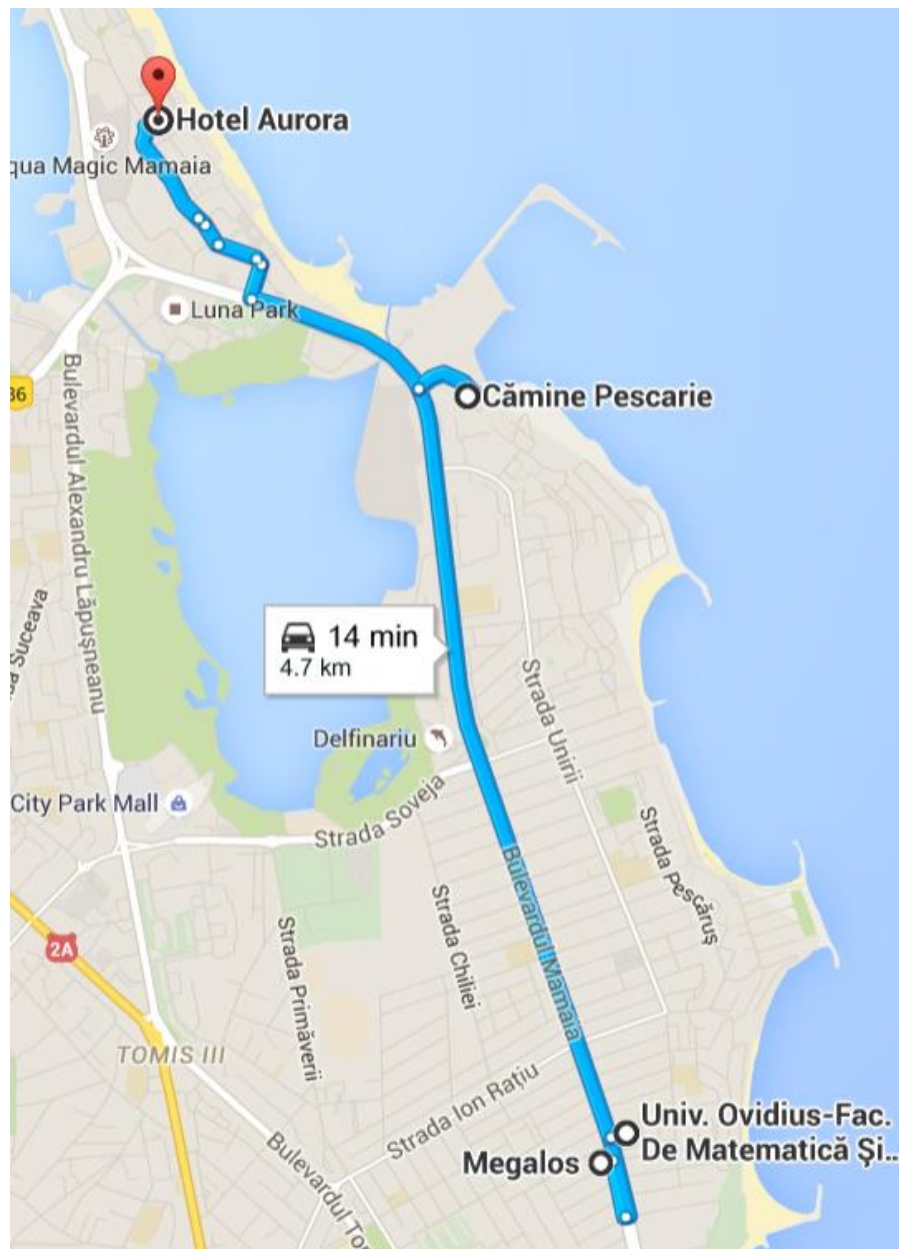 Hotel Aurora
qua Magic Mamaia
Luna Park
Cămine Pescarie
Bulevardul Alexandru Lăpușneanu
Suceava
14 min
4.7 km
Strada Unirii
Delfinariu
City Park Mall
Strada Soveja
Strada Pescăruș
Bulevardul Mamaia
Strada Chiliei
Strada Primăverii
2A
TOMIS III
Strada Ion Rațiu
Univ. Ovidius-Fac.
De Matematică Şi..
Megalos
Bulevardul To